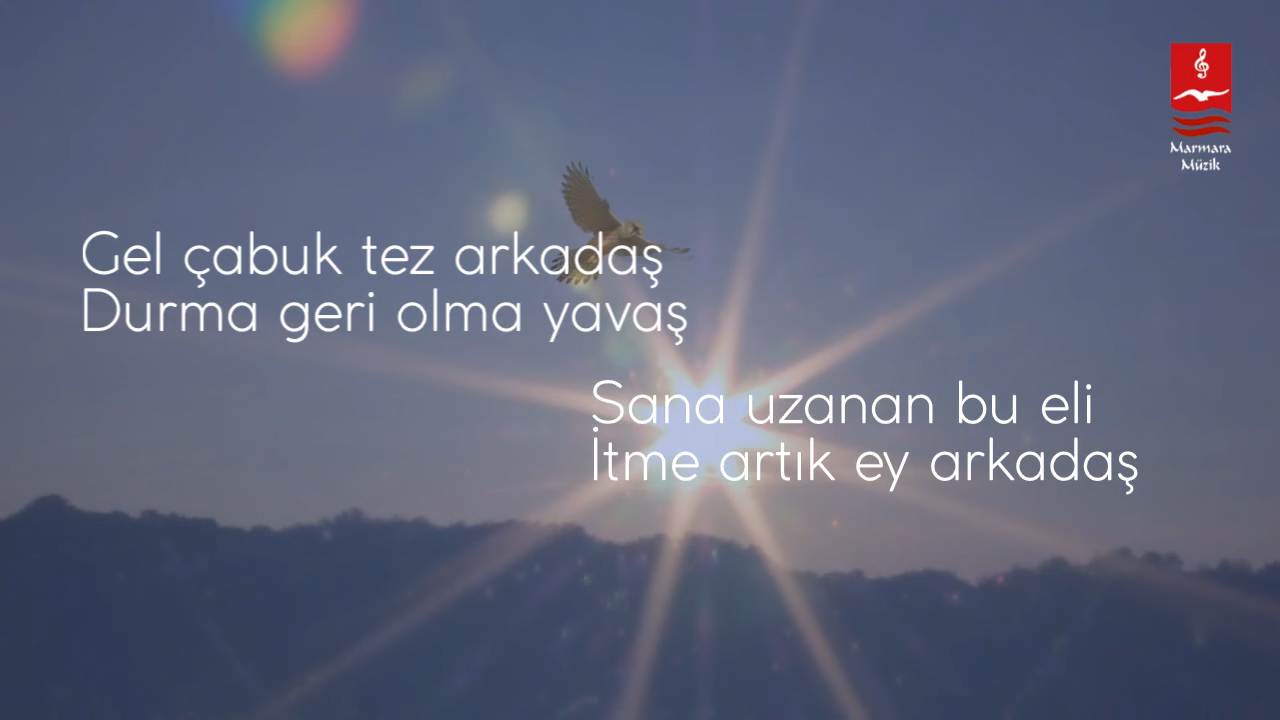 Marmara
Müzik
Gel çabuk tez arkadaş
Durma geri olma yavaş
Sana uzanan bu eli
İtme artık ey arkadaş